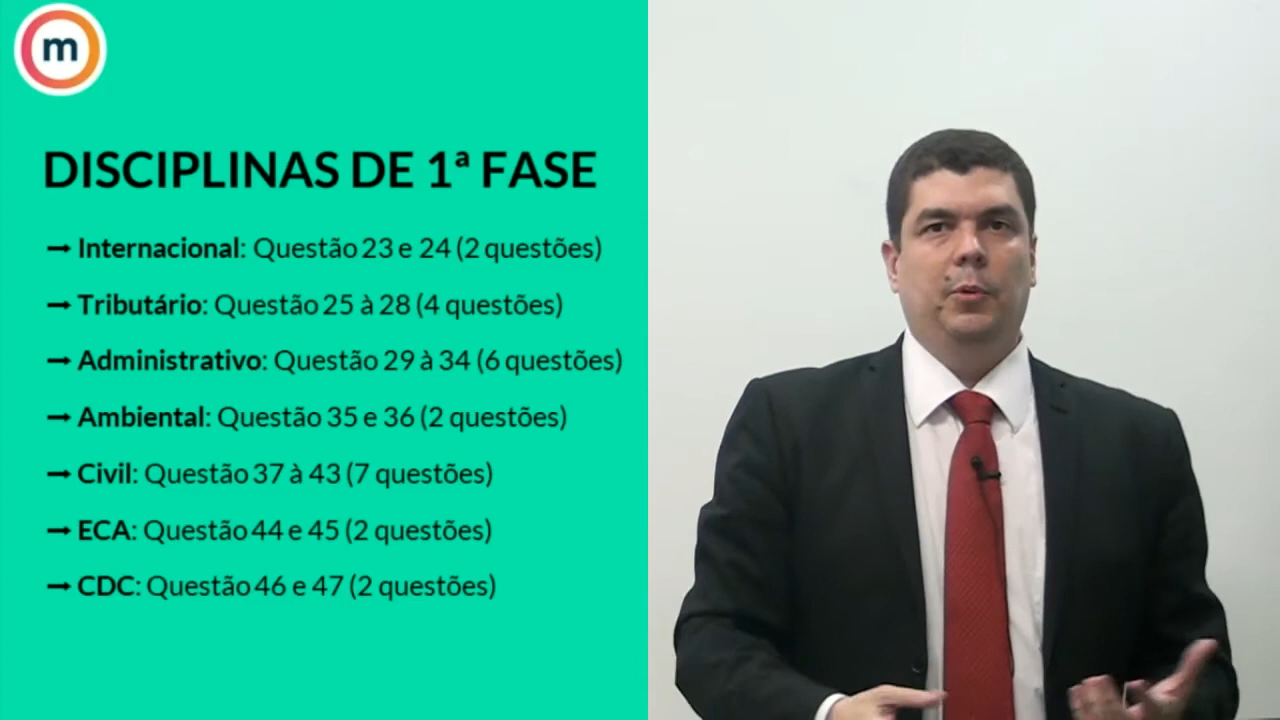 m
DISCIPLINAS DE 1ª FASE
→ Internacional: Questão 23 e 24 (2 questões)
→ Tributário: Questão 25 à 28 (4 questões)
→ Administrativo: Questão 29 à 34 (6 questões)
→ Ambiental: Questão 35 e 36 (2 questões)
→ Civil: Questão 37 à 43 (7 questões)
→ ECA: Questão 44 e 45 (2 questões)
→ CDC: Questão 46 e 47 (2 questões)